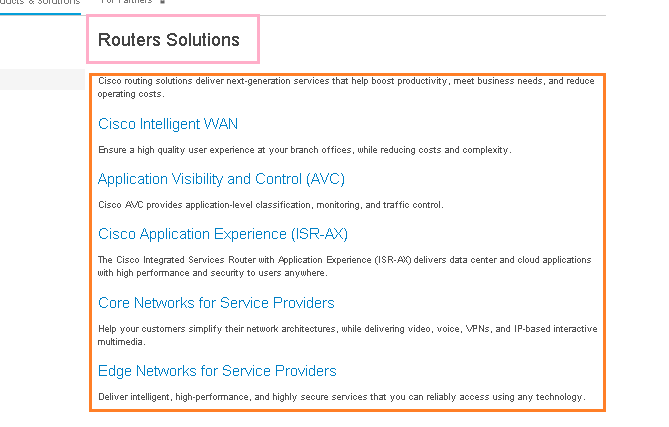 Products & Solutions For Partners
Routers Solutions
Cisco routing solutions deliver next-generation services that help boost productivity, meet business needs, and reduce
operating costs.
Cisco Intelligent WAN
Ensure a high quality user experience at your branch offices, while reducing costs and complexity.
Application Visibility and Control (AVC)
Cisco AVC provides application-level classification, monitoring, and traffic control.
Cisco Application Experience (ISR-AX)
The Cisco Integrated Services Router with Application Experience (ISR-AX) delivers data center and cloud applications
with high performance and security to users anywhere.
Core Networks for Service Providers
Help your customers simplify their network architectures, while delivering video, voice, VPNs, and IP-based interactive
multimedia.
Edge Networks for Service Providers
Deliver intelligent, high-performance, and highly secure services that you can reliably access using any technology.